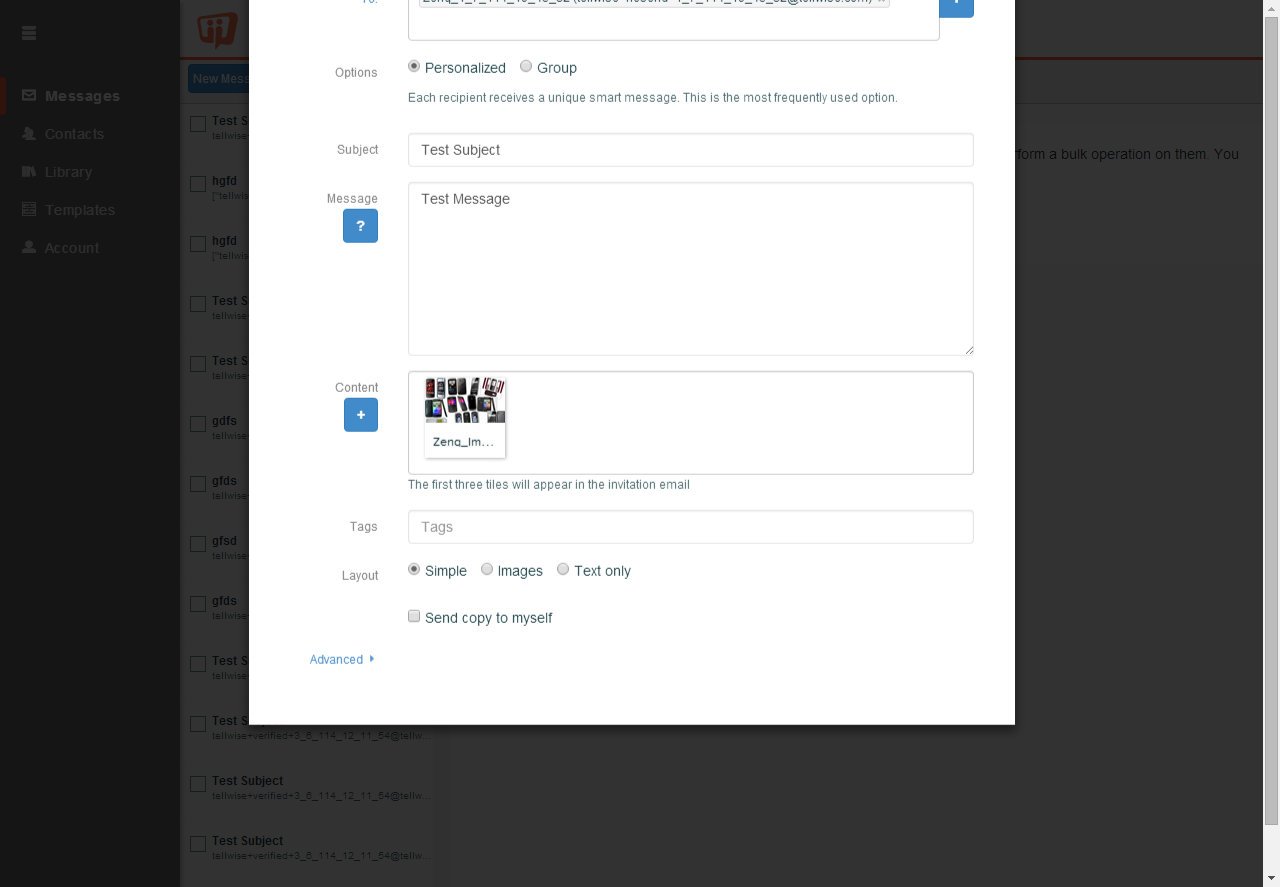 Messages
Contacts
Library
Templates
Account
New Mess
Test S
tellwise
hgfd
["tellwis
hgfd
["tellwis
Test S
tellwise
Test S
tellwise
gdfs
tellwise
gfds
tellwise
gfsd
tellwise
gfds
tellwise
Test S
tellwise
Test Subject
tellwise+verified+3_6_114_12_11_54@tellw...
Test Subject
tellwise+verified+3_6_114_12_11_54@tellw...
Test Subject
tellwise+verified+3_6_114_12_11_54@tellw...
rform a bulk operation on them. You
To:
Options
Personalized
Group
Each recipient receives a unique smart message. This is the most frequently used option.
Subject
Test Subject
Message
?
Test Message
Content
+
Zenq_Im...
The first three tiles will appear in the invitation email
Tags
Tags
Layout
Simple
Images
Text only
Send copy to myself
Advanced